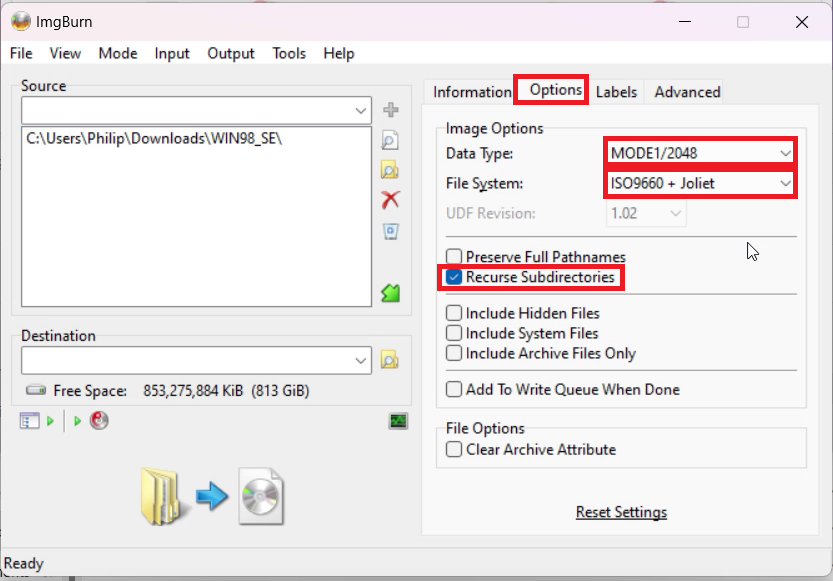 ImgBurn
File View Mode Input Output Tools Help
Source
C:\Users\Philip\Downloads\WIN98_SE\
Destination
Free Space: 853,275,884 KiB (813 GiB)
Information Options Labels Advanced
Image Options
Data Type: MODE1/2048
File System: ISO9660 + Joliet
UDF Revision: 1.02
Preserve Full Pathnames
Recurse Subdirectories
Include Hidden Files
Include System Files
Include Archive Files Only
Add To Write Queue When Done
File Options
Clear Archive Attribute
Reset Settings
Ready